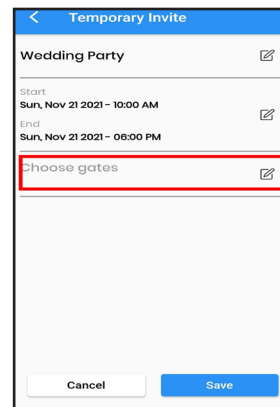 Temporary Invite
Wedding Party
Start
Sun, Nov 21 2021 - 10:00 AM
End
Sun, Nov 21 2021 - 06:00 PM
Choose gates
Cancel
Save